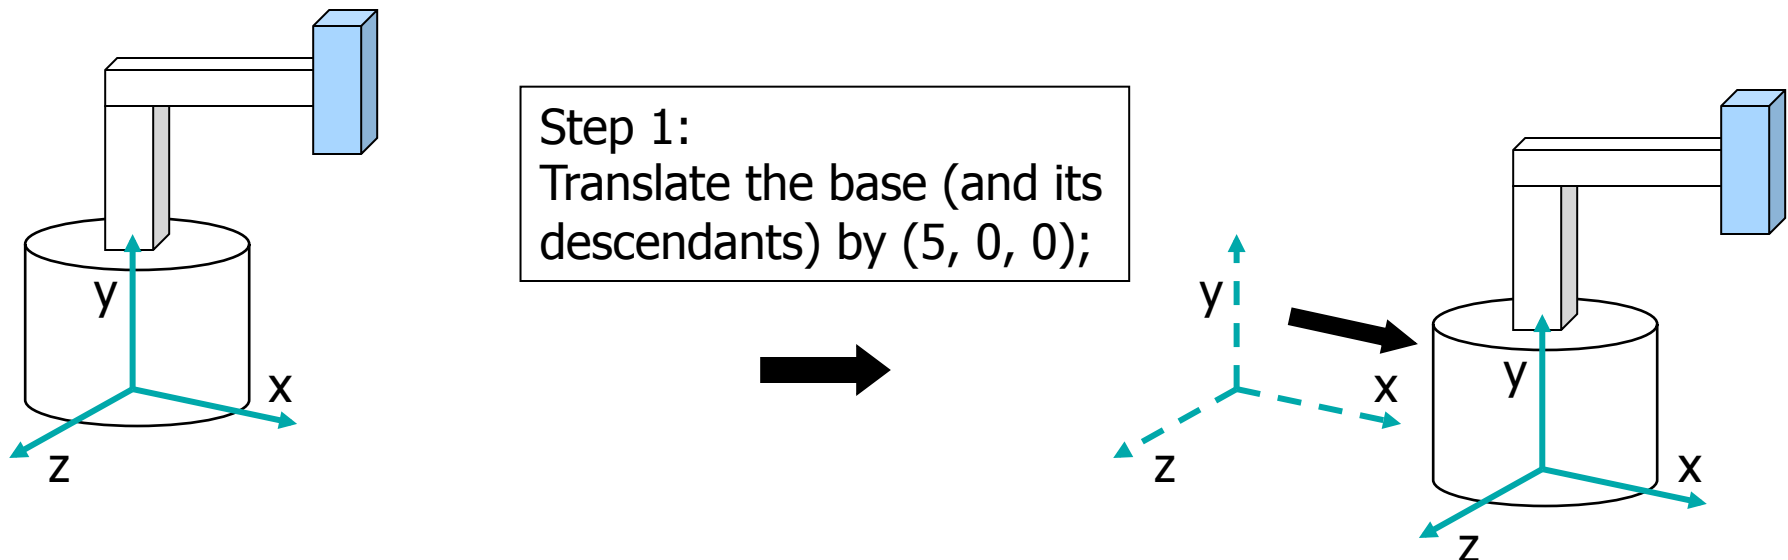 Step 1:
Translate the base (and its
descendants) by (5, 0, 0);
y
x
z
y
x
z
y
x
z